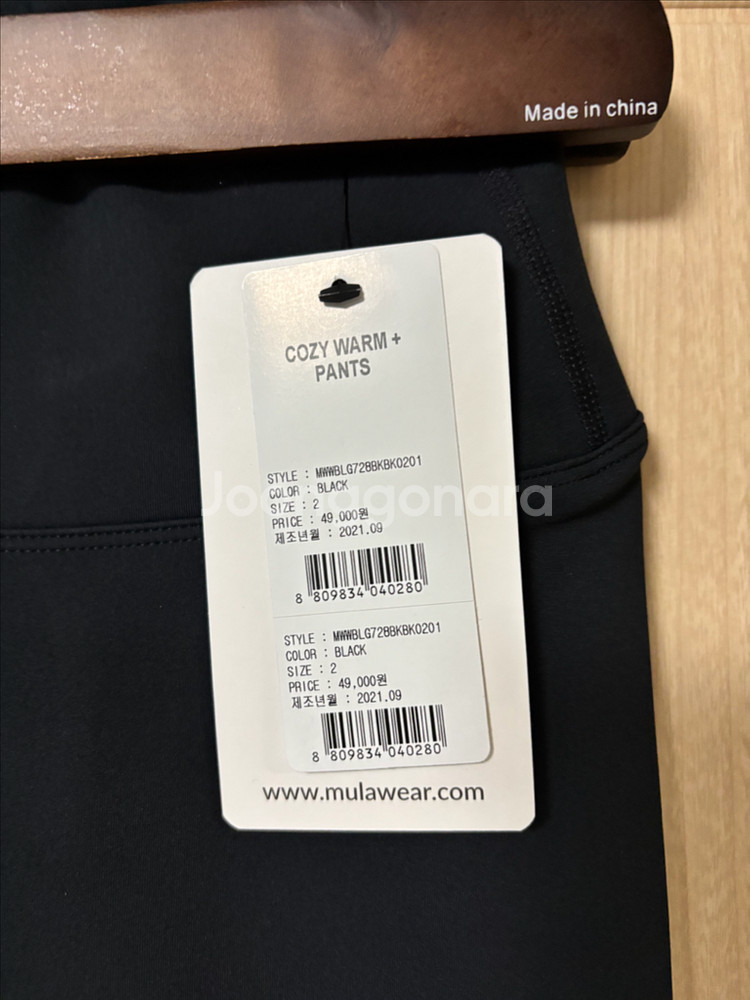 Made in china
COZY WARM +
PANTS
STYLE : MWWBLG728BKBK0201
COLOR : BLACK
SIZE : 2
PRICE : 49,000원
제조년월 : 2021.09
8 809834 040280
STYLE : MWWBLG728BKBK0201
COLOR : BLACK
SIZE : 2
PRICE : 49,000원
제조년월 : 2021.09
8 809834 040280
www.mulawear.com
Joonggonara